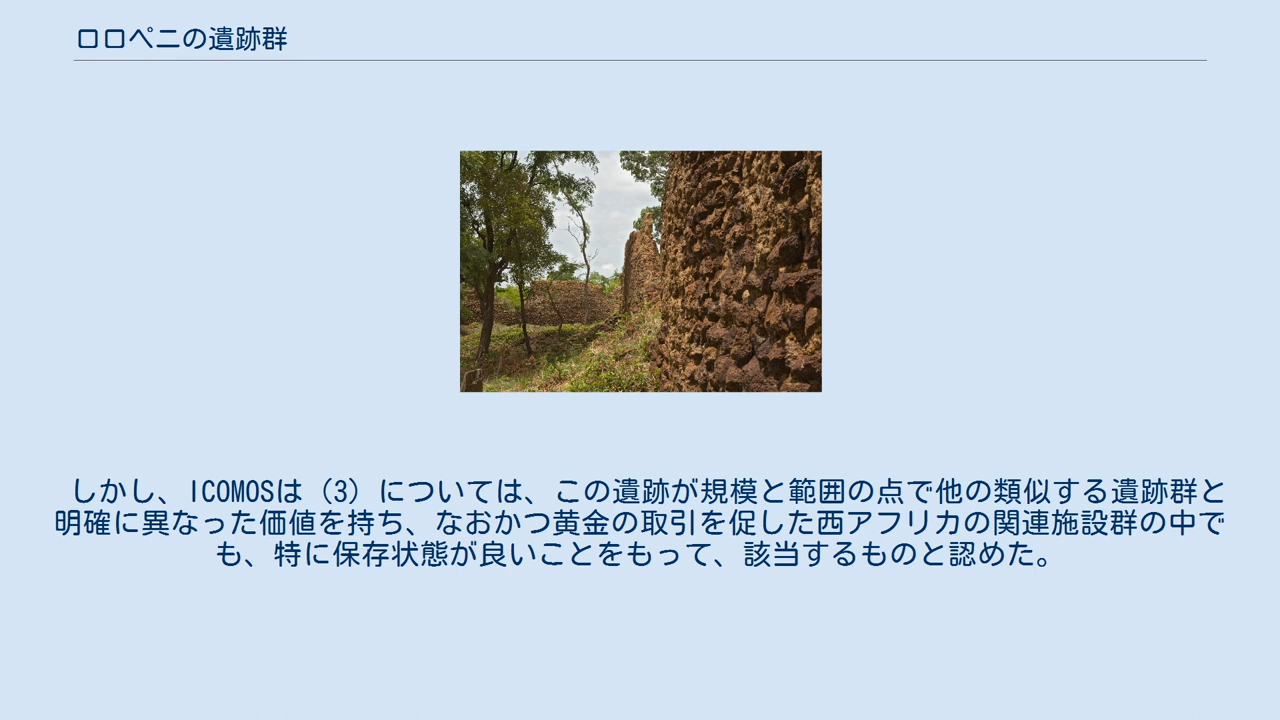 ロロペニの遺跡群
しかし、ICOMOSは（3）については、この遺跡が規模と範囲の点で他の類似する遺跡群と
明確に異なった価値を持ち、なおかつ黄金の取引を促した西アフリカの関連施設群の中で
も、特に保存状態が良いことをもって、該当するものと認めた。